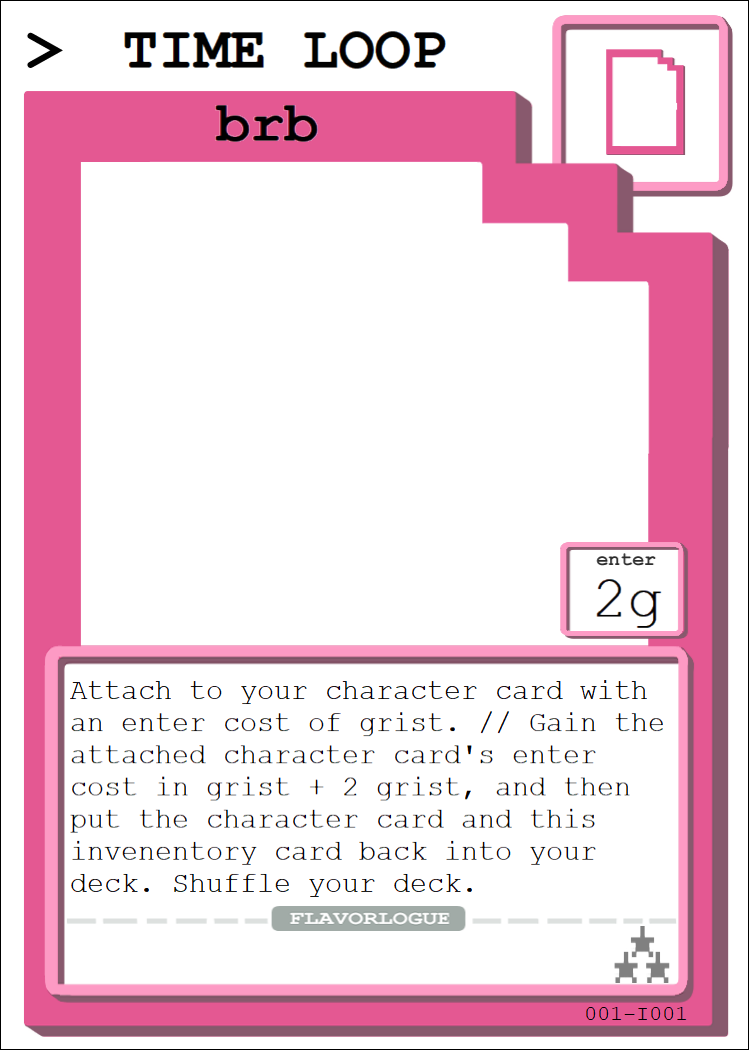 > TIME LOOP
brb
enter
2g
Attach to your character card with
an enter cost of grist. // Gain the
attached character card's enter
cost in grist + 2 grist, and then
put the character card and this
invenentory card back into your
deck. Shuffle your deck.
FLAVORLOGUE
001-I001